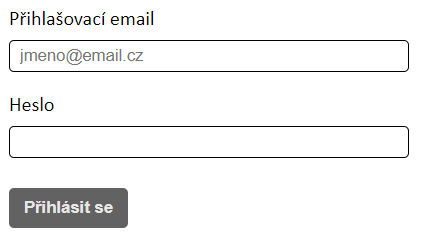 Přihlašovací email
jmeno@email.cz
Heslo
Přihlásit se